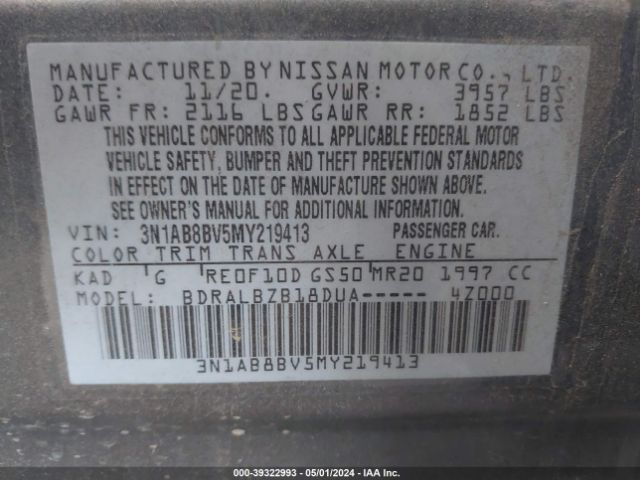 MANUFACTURED BY NISSAN MOTOR CO., LTD.
DATE: 11/20. GVWR: 3957 LBS
GAWR FR: 2116 LBS GAWR RR: 1852 LBS
THIS VEHICLE CONFORMS TO ALL APPLICABLE FEDERAL MOTOR
VEHICLE SAFETY, BUMPER AND THEFT PREVENTION STANDARDS
IN EFFECT ON THE DATE OF MANUFACTURE SHOWN ABOVE.
SEE OWNER'S MANUAL FOR ADDITIONAL INFORMATION.
VIN: 3N1AB8BV5MY219413 PASSENGER CAR.
COLOR TRIM TRANS AXLE ENGINE
KAD G RE0F10D GS50 MR20 1997 CC
MODEL: BDRALBZB18DUA----- 4Z000
3N1AB8BV5MY219413
000-39322993 - 05/01/2024 - IAA Inc.